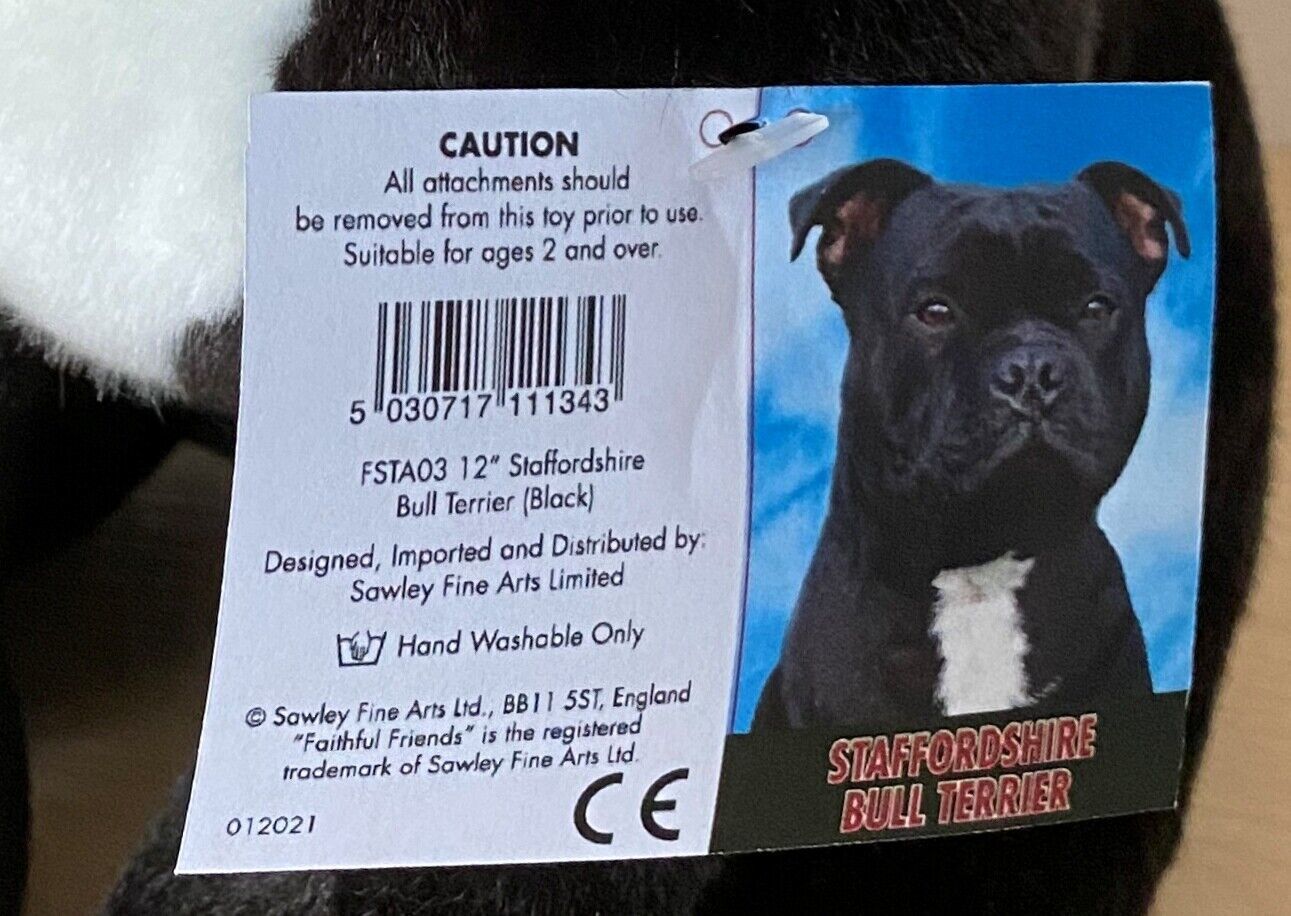 CAUTION
All attachments should
be removed from this toy prior to use.
Suitable for ages 2 and over.
5 030717 111343
FSTA03 12” Staffordshire
Bull Terrier (Black)
Designed, Imported and Distributed by:
Sawley Fine Arts Limited
Hand Washable Only
© Sawley Fine Arts Ltd., BB11 5ST, England
“Faithful Friends” is the registered
trademark of Sawley Fine Arts Ltd.
012021
CE
STAFFORDSHIRE
BULL TERRIER